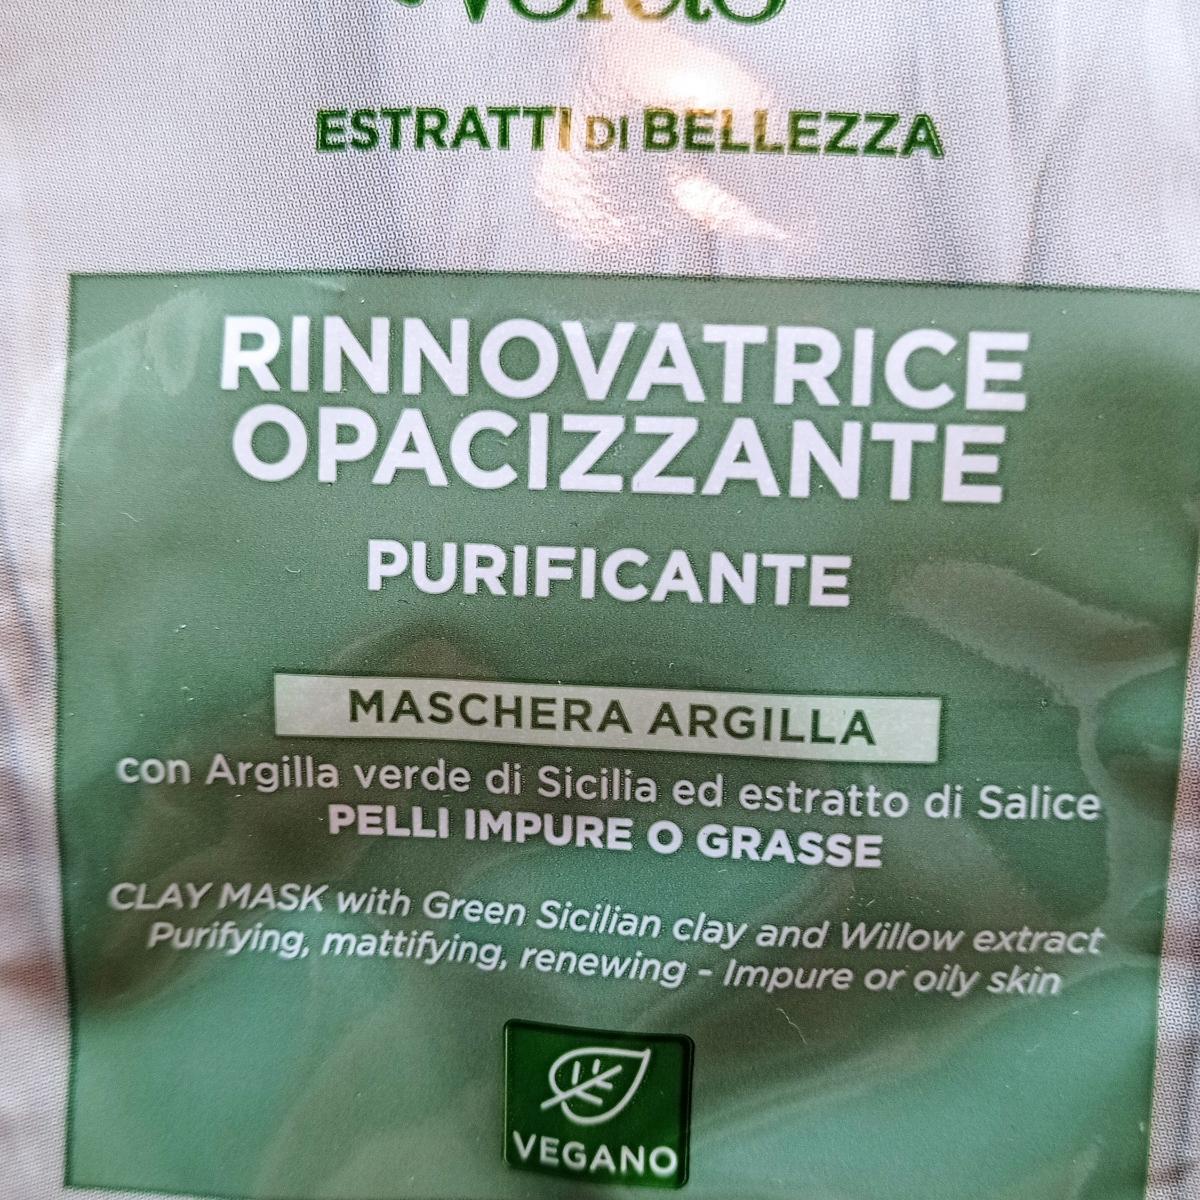 ESTRATTI DI BELLEZZA
RINNOVATRICE
OPACIZZANTE
PURIFICANTE
MASCHERA ARGILLA
con Argilla verde di Sicilia ed estratto di Salice
PELLI IMPURE O GRASSE
CLAY MASK with Green Sicilian clay and Willow extract
Purifying, mattifying, renewing - Impure or oily skin
VEGANO